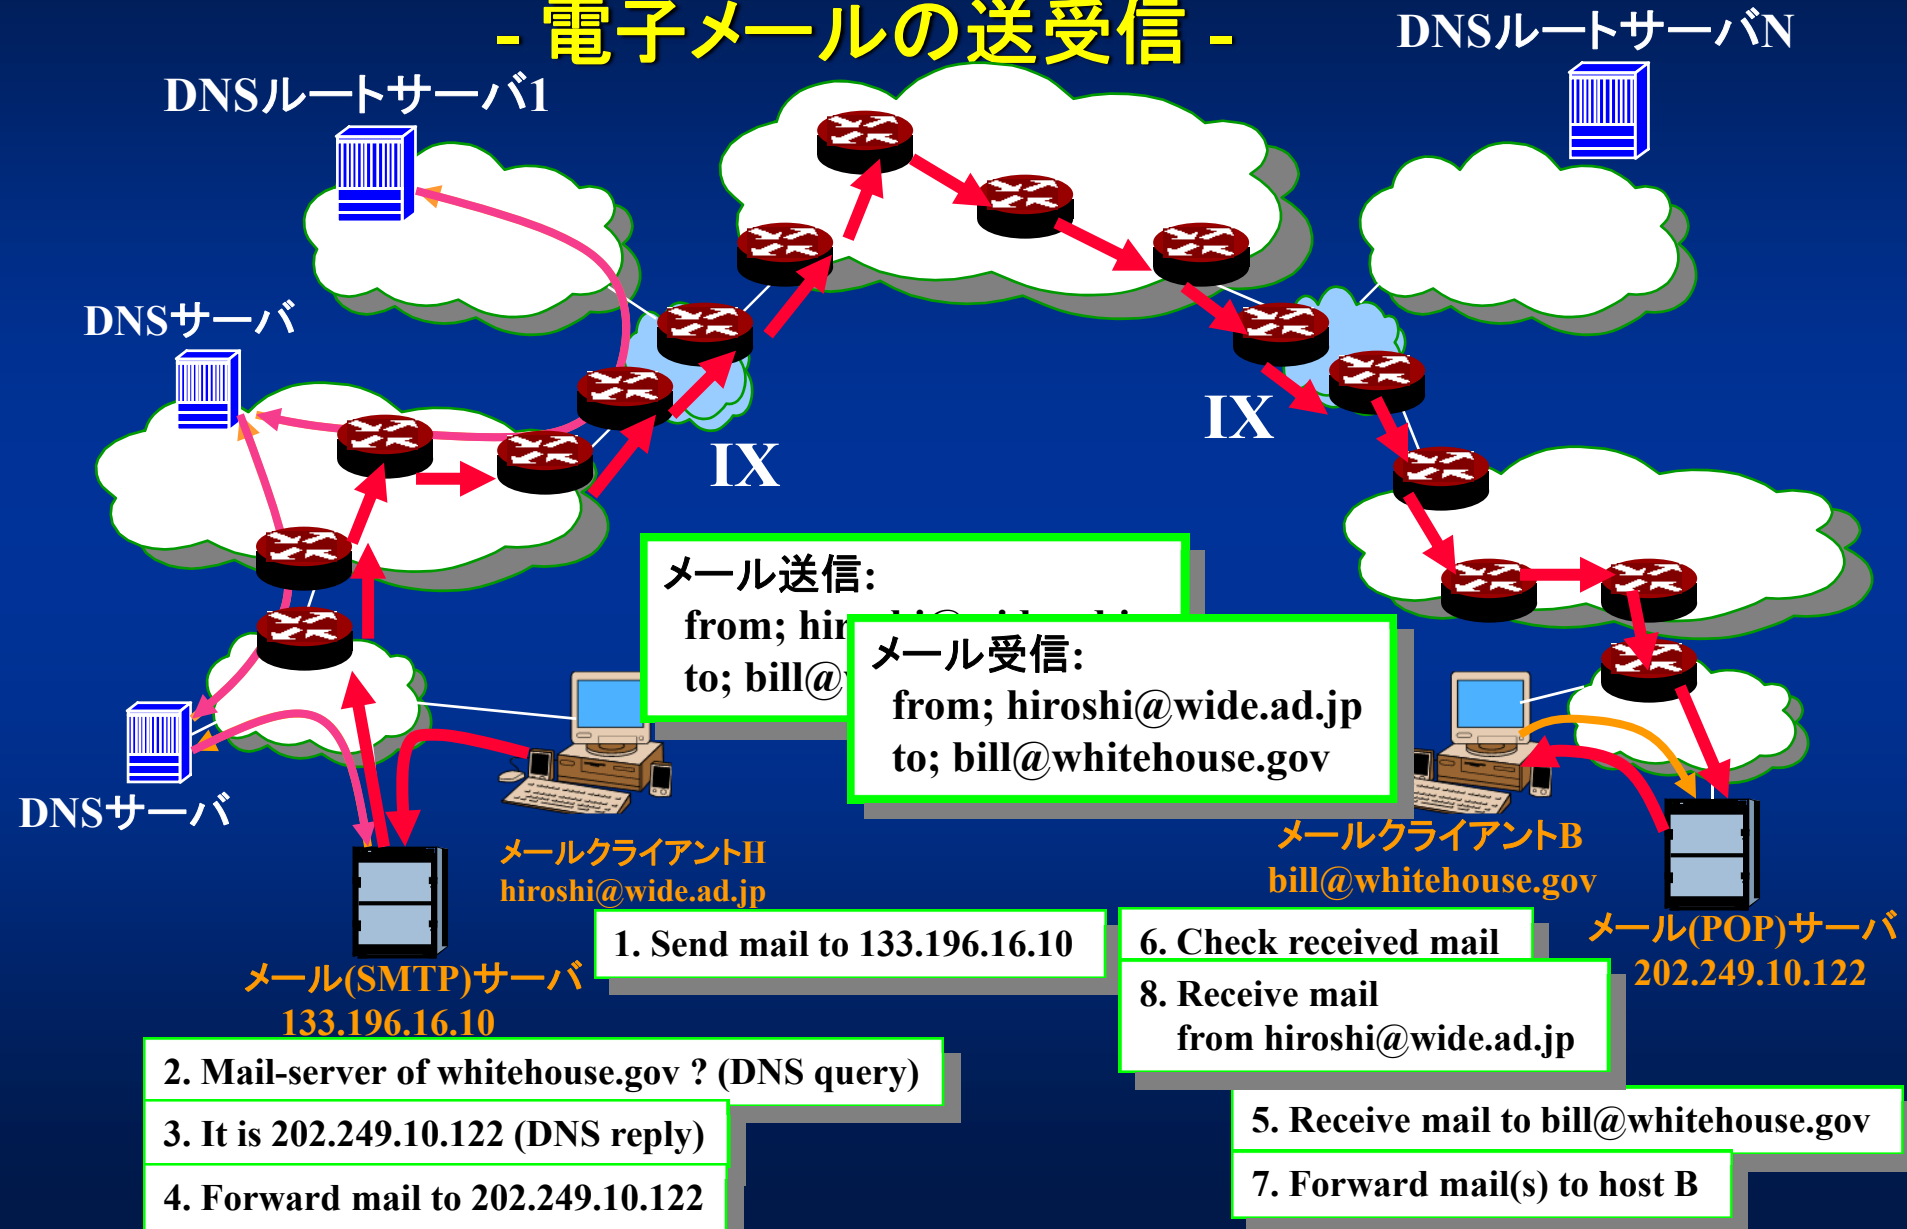 - 電子メールの送受信 -
DNSルートサーバN
DNSルートサーバ1
DNSサーバ
IX
IX
メール送信:
from; hir
to; bill@
メール受信:
from; hiroshi@wide.ad.jp
to; bill@whitehouse.gov
DNSサーバ
メールクライアントH
hiroshi@wide.ad.jp
メールクライアントB
bill@whitehouse.gov
メール(SMTP)サーバ
133.196.16.10
メール(POP)サーバ
202.249.10.122
1. Send mail to 133.196.16.10
2. Mail-server of whitehouse.gov ? (DNS query)
3. It is 202.249.10.122 (DNS reply)
4. Forward mail to 202.249.10.122
6. Check received mail
8. Receive mail
from hiroshi@wide.ad.jp
5. Receive mail to bill@whitehouse.gov
7. Forward mail(s) to host B